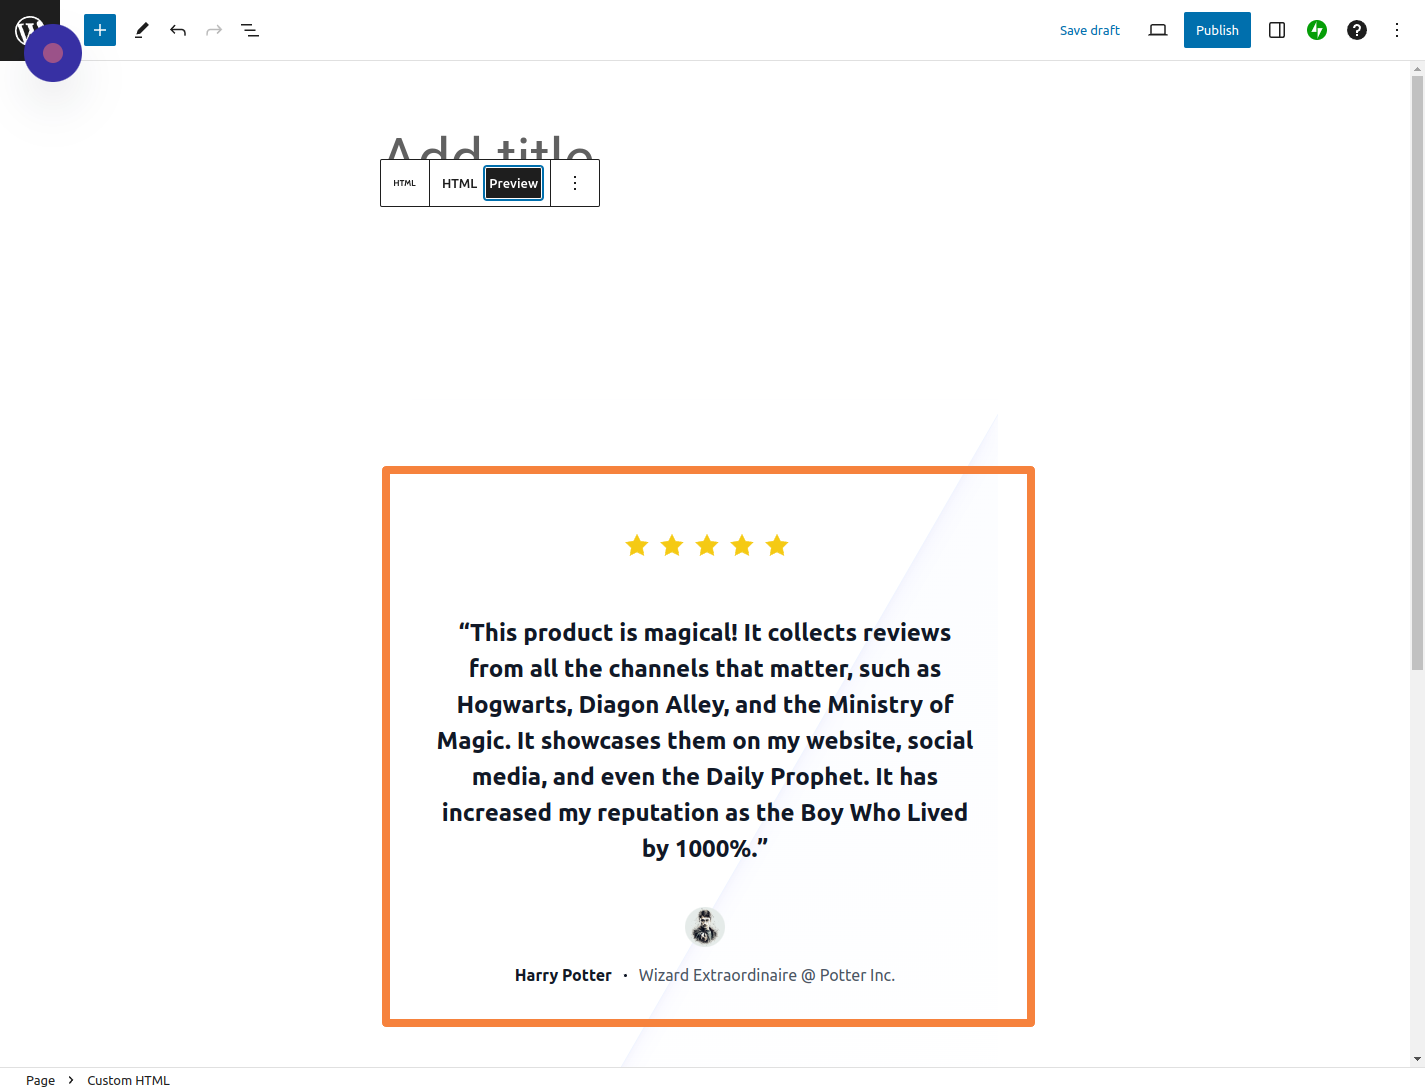 Save draft
Publish
Add title
HTML
HTML
Preview
“This product is magical! It collects reviews
from all the channels that matter, such as
Hogwarts, Diagon Alley, and the Ministry of
Magic. It showcases them on my website, social
media, and even the Daily Prophet. It has
increased my reputation as the Boy Who Lived
by 1000%.”
Harry Potter · Wizard Extraordinaire @ Potter Inc.
Page > Custom HTML